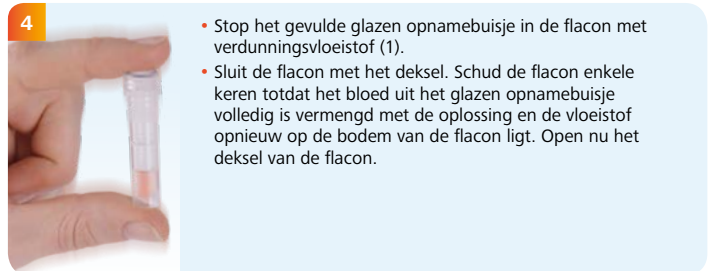 4
• Stop het gevulde glazen opnamebuisje in de flacon met
verdunningsvloeistof (1).
• Sluit de flacon met het deksel. Schud de flacon enkele
keren totdat het bloed uit het glazen opnamebuisje
volledig is vermengd met de oplossing en de vloeistof
opnieuw op de bodem van de flacon ligt. Open nu het
deksel van de flacon.